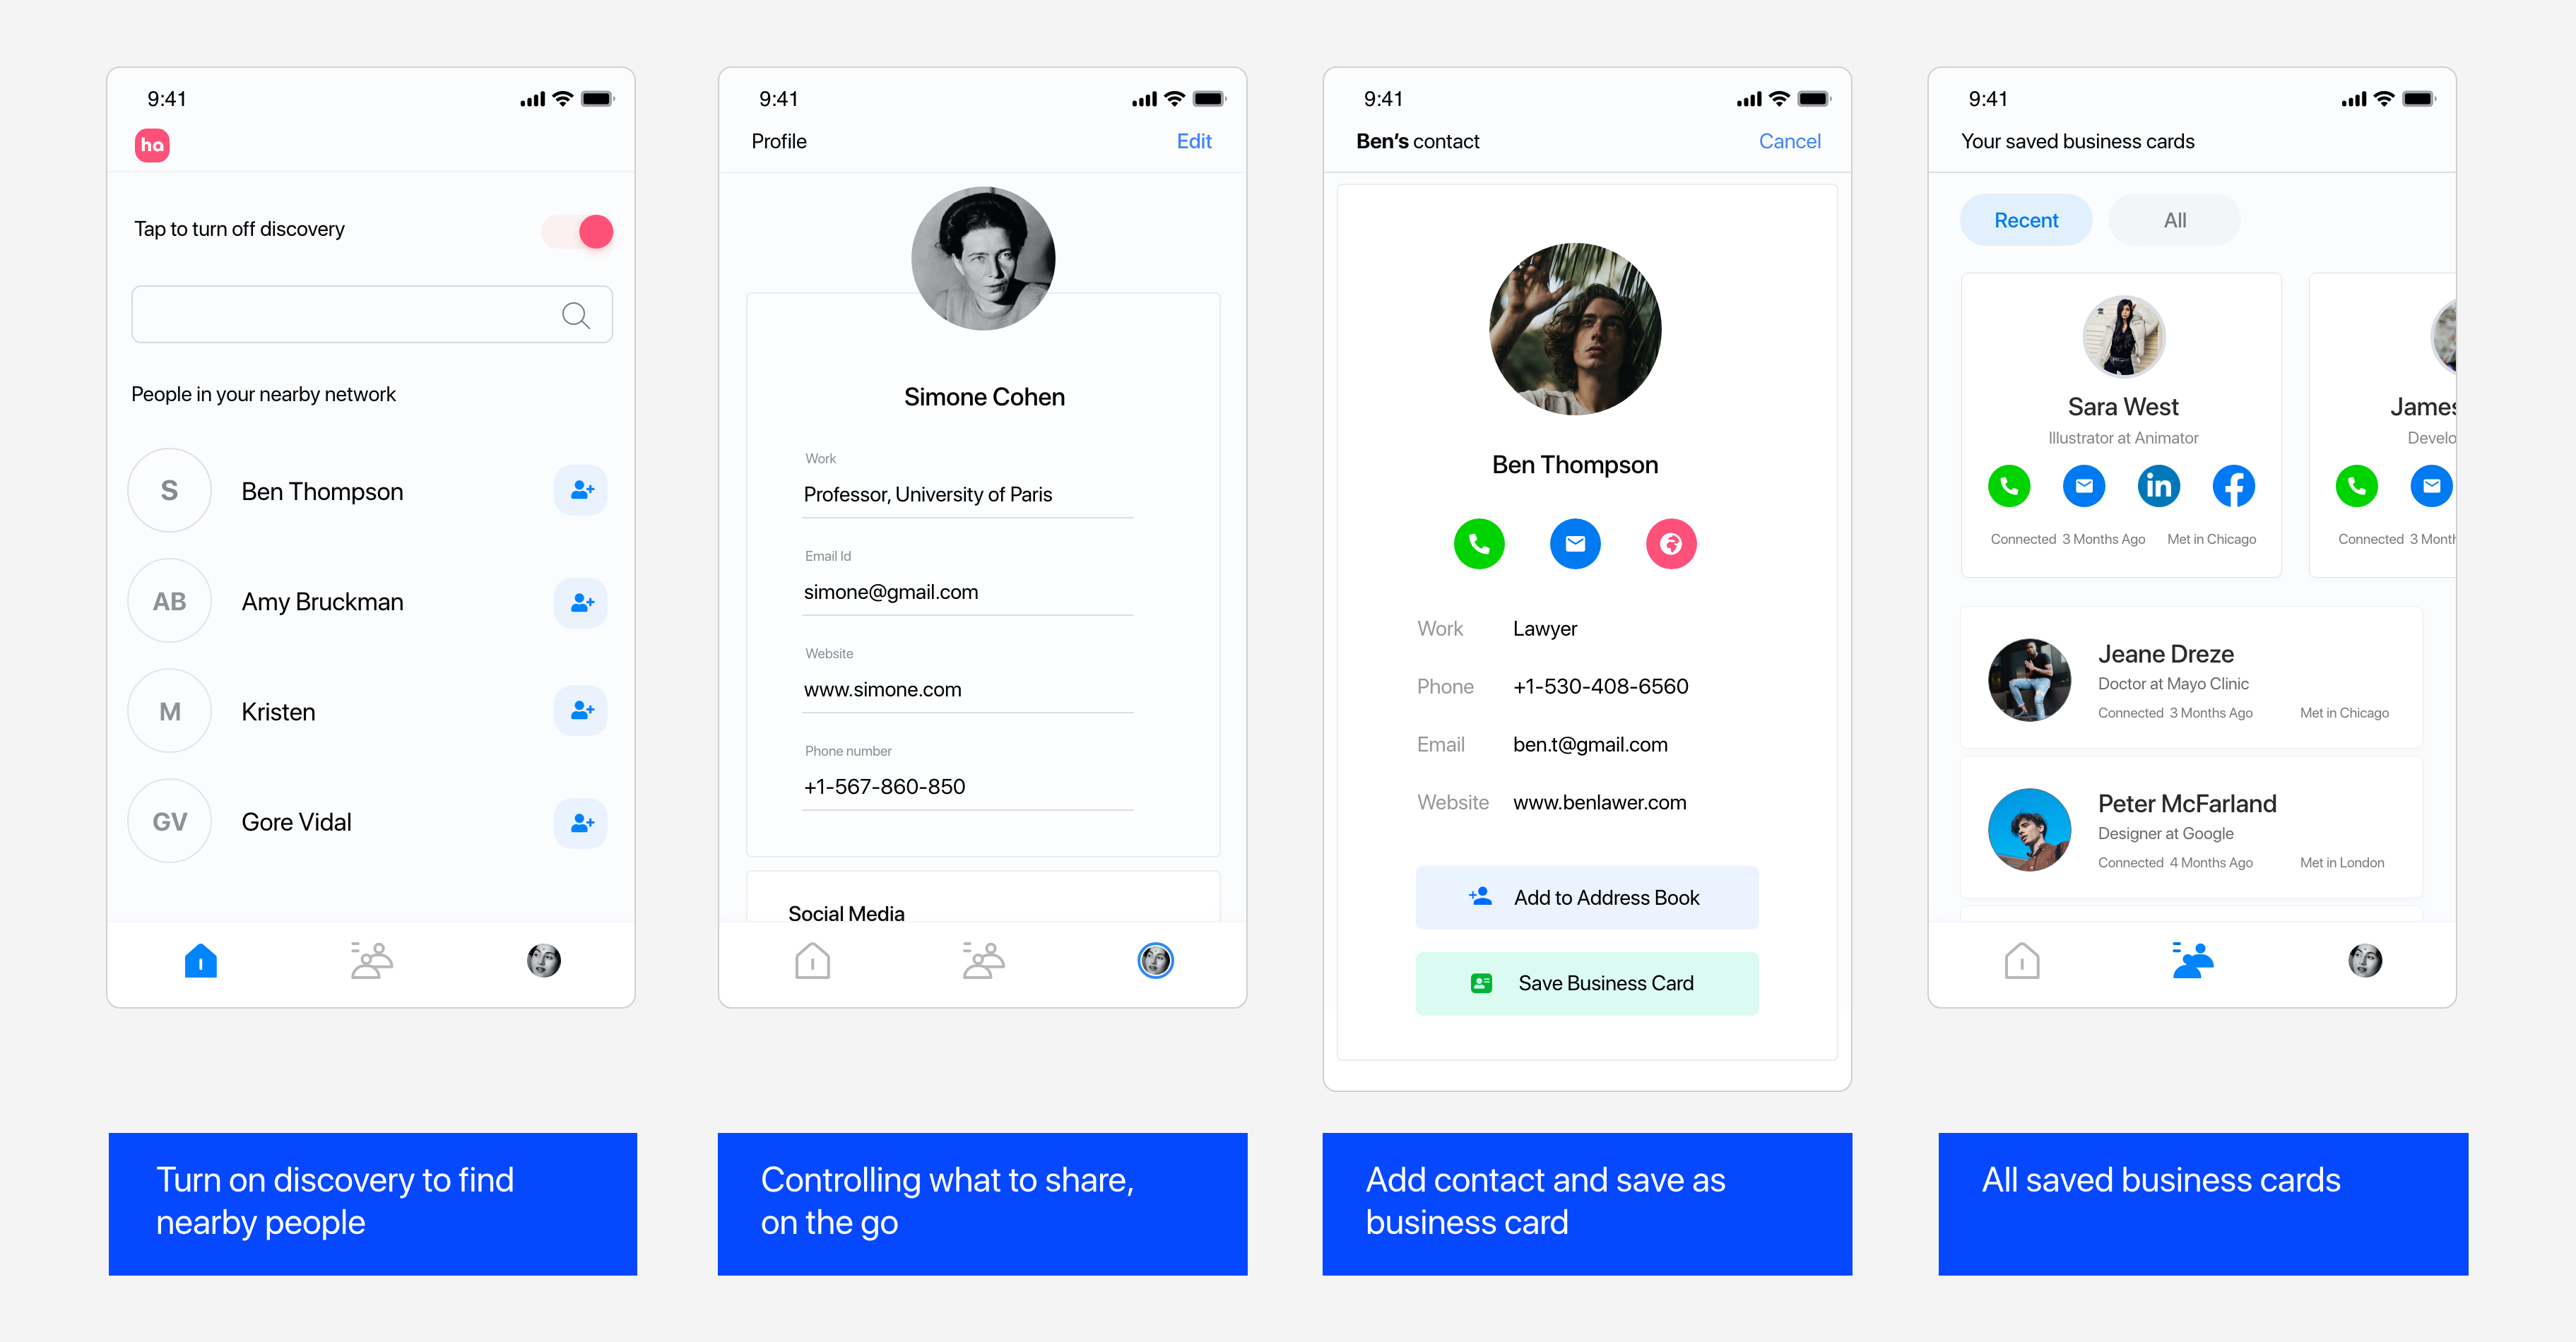 9:41
ha
Tap to turn off discovery
People in your nearby network
S
Ben Thompson
AB
Amy Bruckman
M
Kristen
GV
Gore Vidal
Turn on discovery to find
nearby people
9:41
Profile
Edit
Simone Cohen
Work
Professor, University of Paris
Email Id
simone@gmail.com
Website
www.simone.com
Phone number
+1-567-860-850
Social Media
Controlling what to share,
on the go
9:41
Ben's contact
Cancel
Ben Thompson
Work Lawyer
Phone +1-530-408-6560
Email ben.t@gmail.com
Website www.benlawer.com
Add to Address Book
Save Business Card
Add contact and save as
business card
9:41
Your saved business cards
Recent
All
Sara West
Illustrator at Animator
in
Connected 3 Months Ago Met in Chicago
James
Develo
Connected 3 Month
Jeane Dreze
Doctor at Mayo Clinic
Connected 3 Months Ago Met in Chicago
Peter McFarland
Designer at Google
Connected 4 Months Ago Met in London
All saved business cards